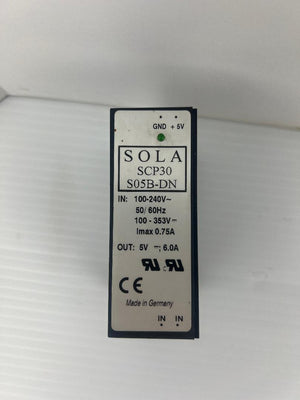 GND + 5V
SOLA
SCP30
S05B-DN
IN: 100-240V~
50/ 60Hz
100 - 353V⎓
Imax 0.75A
OUT: 5V ⎓; 6.0A
CE
Made in Germany
IN IN